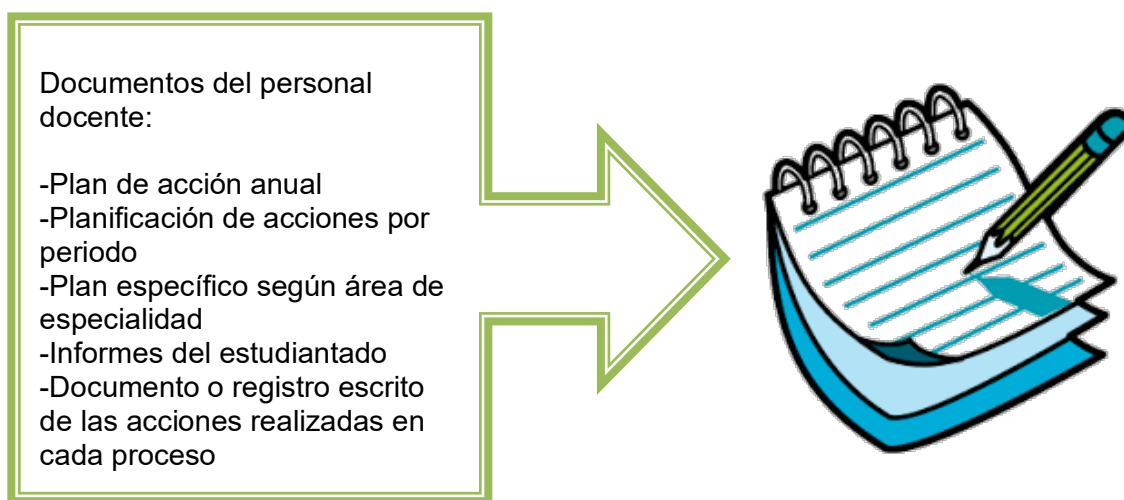 Documentos del personal
docente:
-Plan de acción anual
-Planificación de acciones por
periodo
-Plan específico según área de
especialidad
-Informes del estudiantado
-Documento o registro escrito
de las acciones realizadas en
cada proceso